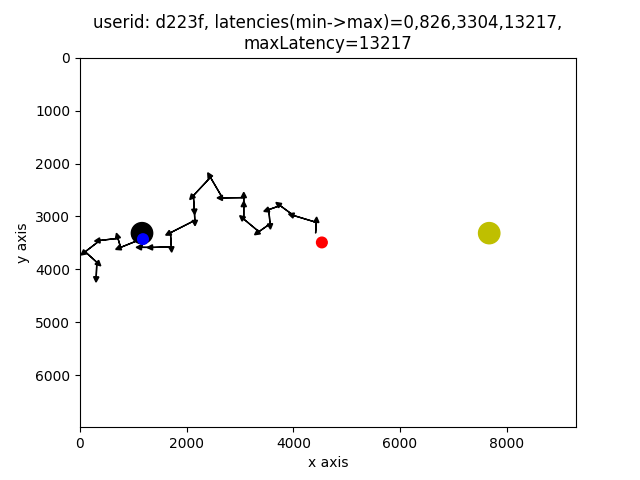 userid: d223f, latencies(min->max)=0,826,3304,13217,
maxLatency=13217
0
1000
2000
3000
4000
5000
6000
y axis
0 2000 4000 6000 8000
x axis